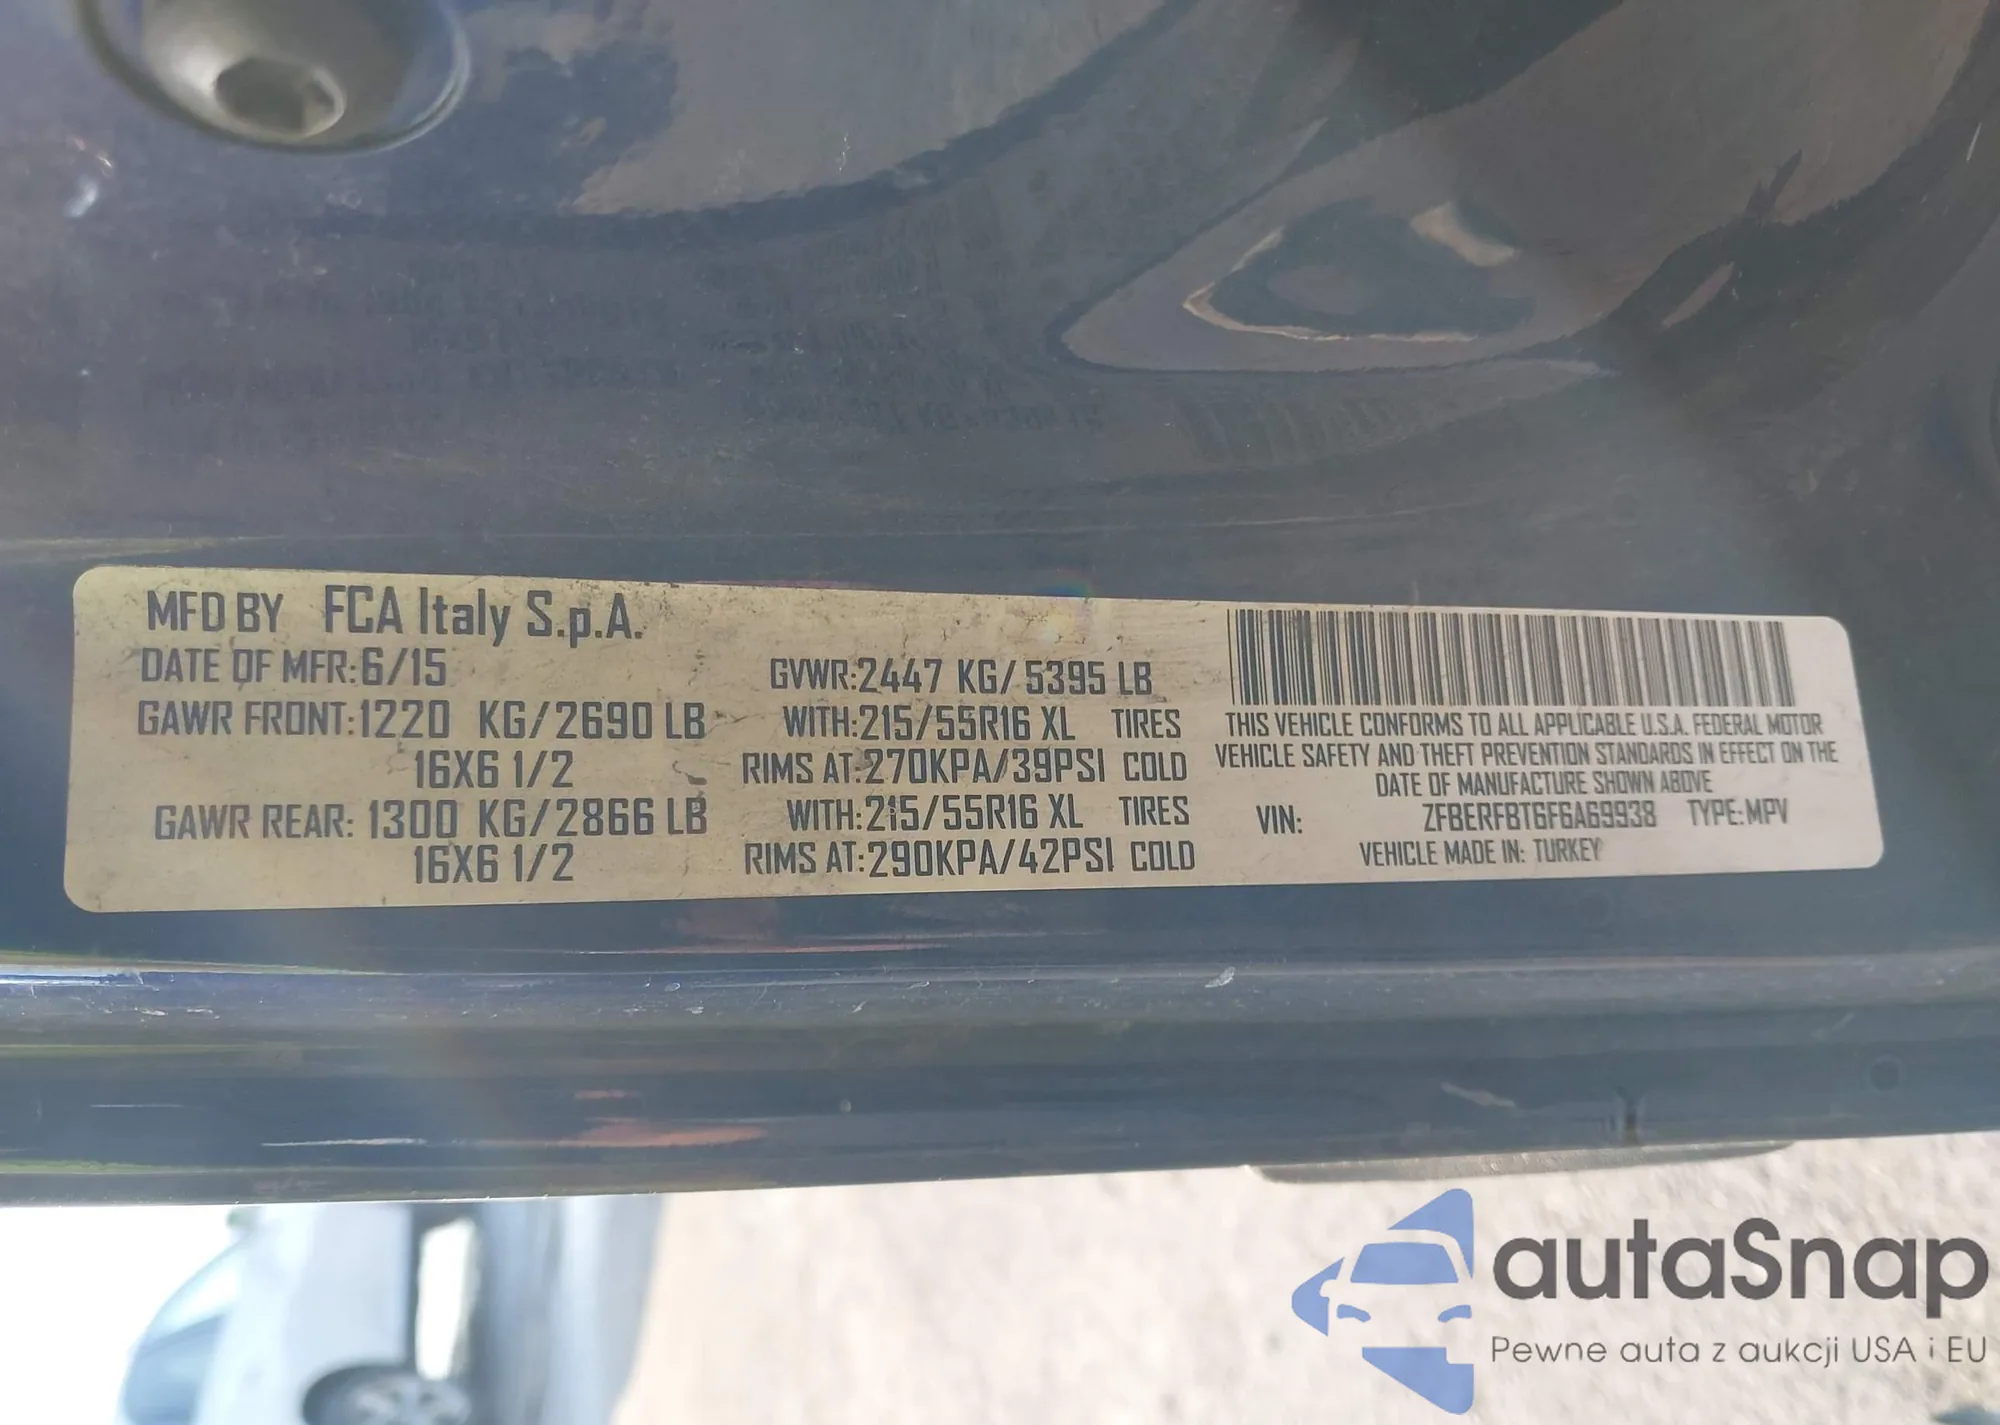 MFD BY FCA Italy S.p.A.
DATE OF MFR:6/15
GAWR FRONT:1220 KG/2690 LB
16X6 1/2
GAWR REAR: 1300 KG/2866 LB
16X6 1/2
GVWR:2447 KG/5395 LB
WITH:215/55R16 XL TIRES
RIMS AT:270KPA/39PSI COLD
WITH:215/55R16 XL TIRES
RIMS AT:290KPA/42PSI COLD
THIS VEHICLE CONFORMS TO ALL APPLICABLE U.S.A. FEDERAL MOTOR
VEHICLE SAFETY AND THEFT PREVENTION STANDARDS IN EFFECT ON THE
DATE OF MANUFACTURE SHOWN ABOVE
VIN: ZFBERFBT6F6A69938 TYPE:MPV
VEHICLE MADE IN: TURKEY
autaSnap
Pewne auta z aukcji USA i EU